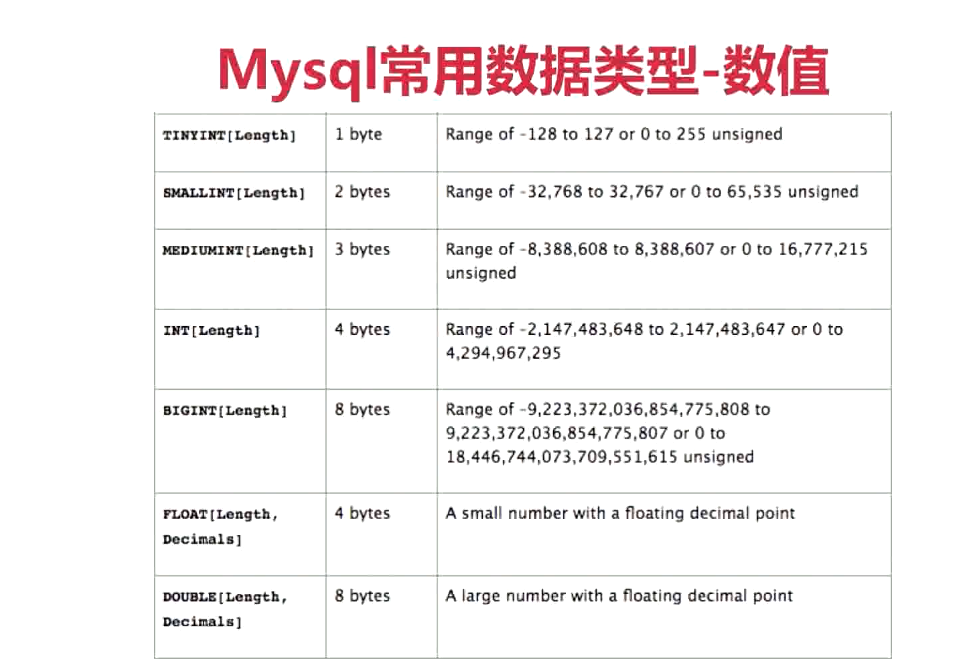 Mysql常用数据类型-数值
TINYINT[Length] 1 byte Range of -128 to 127 or 0 to 255 unsigned
SMALLINT[Length] 2 bytes Range of -32,768 to 32,767 or 0 to 65,535 unsigned
MEDIUMINT[Length] 3 bytes Range of -8,388,608 to 8,388,607 or 0 to 16,777,215
unsigned
INT[Length] 4 bytes Range of -2,147,483,648 to 2,147,483,647 or 0 to
4,294,967,295
BIGINT[Length] 8 bytes Range of -9,223,372,036,854,775,808 to
9,223,372,036,854,775,807 or 0 to
18,446,744,073,709,551,615 unsigned
FLOAT[Length, 4 bytes A small number with a floating decimal point
Decimals]
DOUBLE[Length, 8 bytes A large number with a floating decimal point
Decimals]